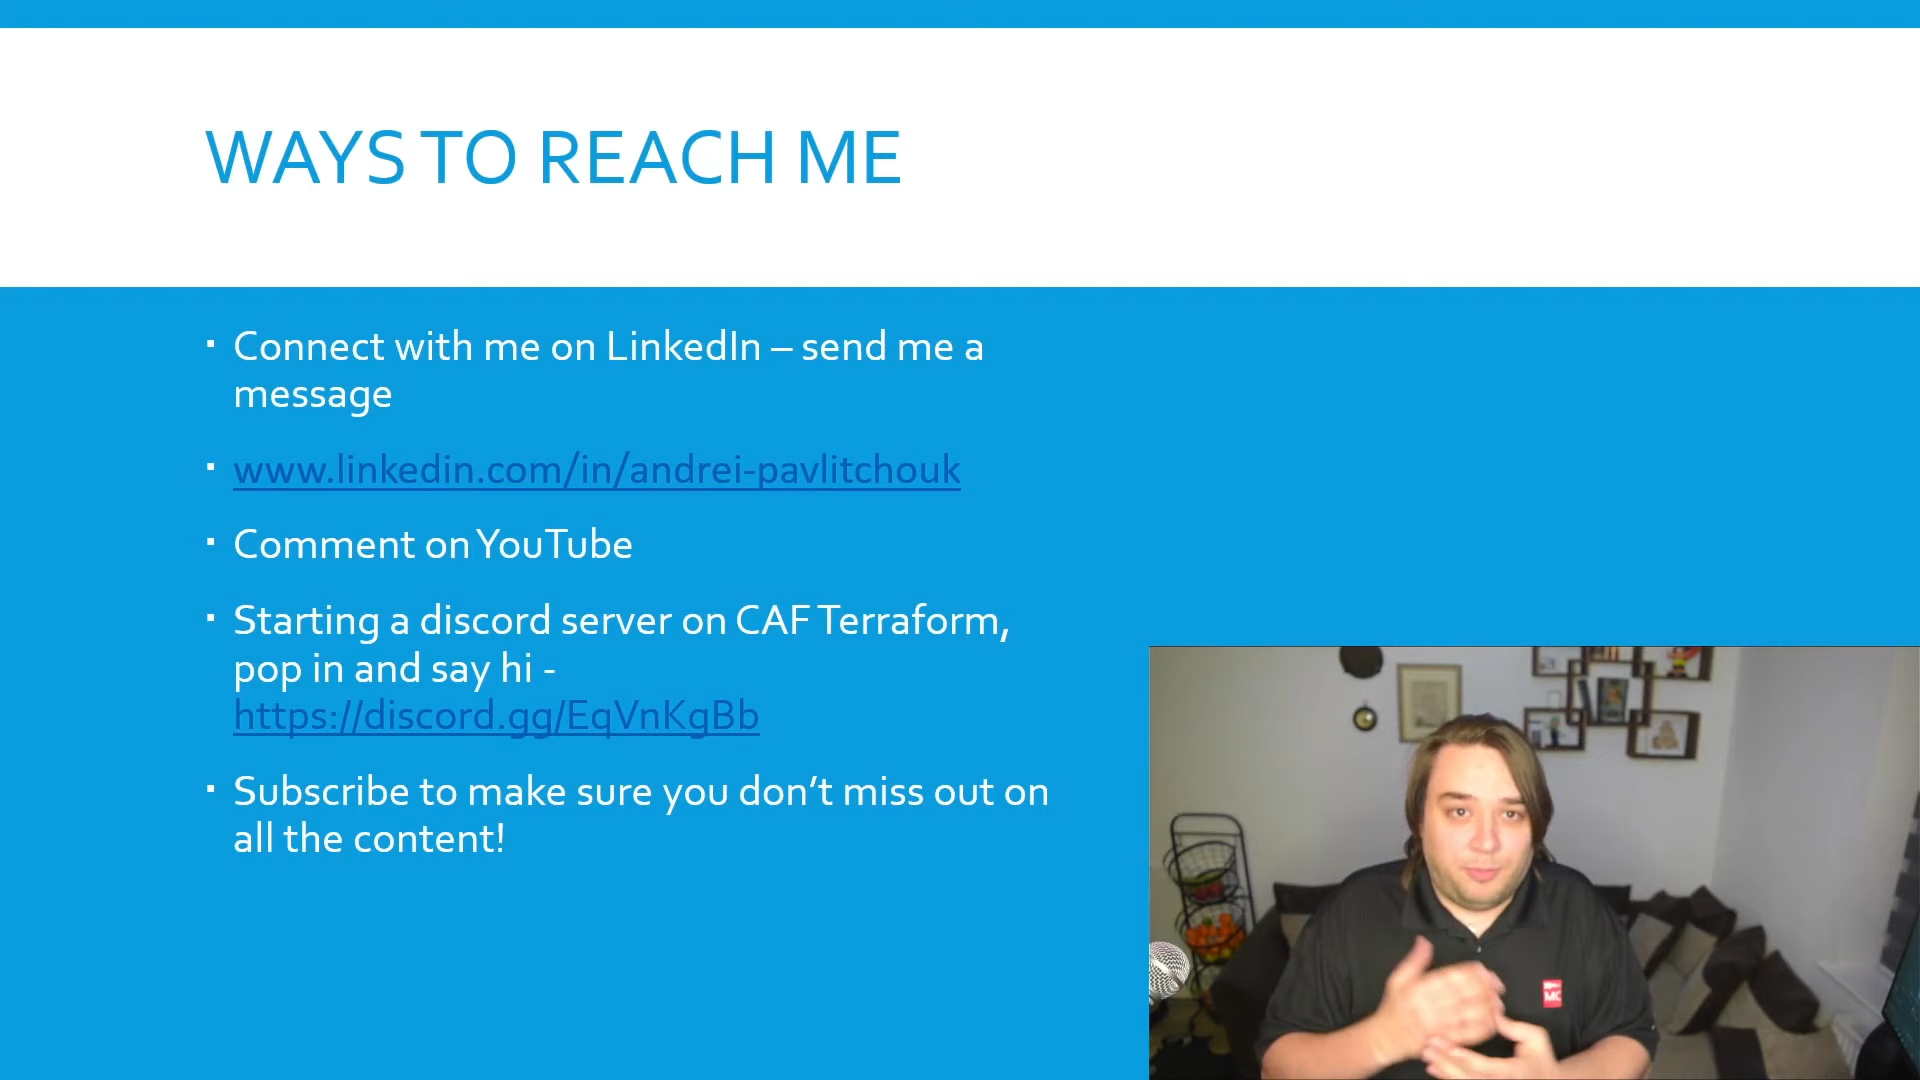 WAYS TO REACH ME
▪ Connect with me on LinkedIn – send me a
message
▪ www.linkedin.com/in/andrei-pavlitchouk
▪ Comment on YouTube
▪ Starting a discord server on CAF Terraform,
pop in and say hi -
https://discord.gg/EqVnKgBb
▪ Subscribe to make sure you don’t miss out on
all the content!